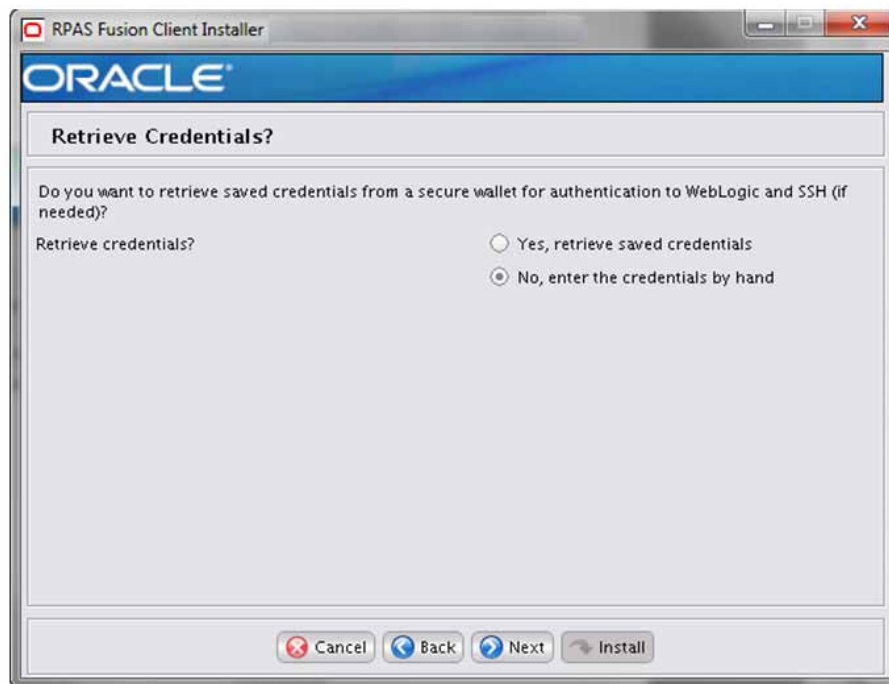 RPAS Fusion Client Installer
ORACLE®
Retrieve Credentials?
Do you want to retrieve saved credentials from a secure wallet for authentication to WebLogic and SSH (if
needed)?
Retrieve credentials?
Yes, retrieve saved credentials
No, enter the credentials by hand
Cancel Back Next Install